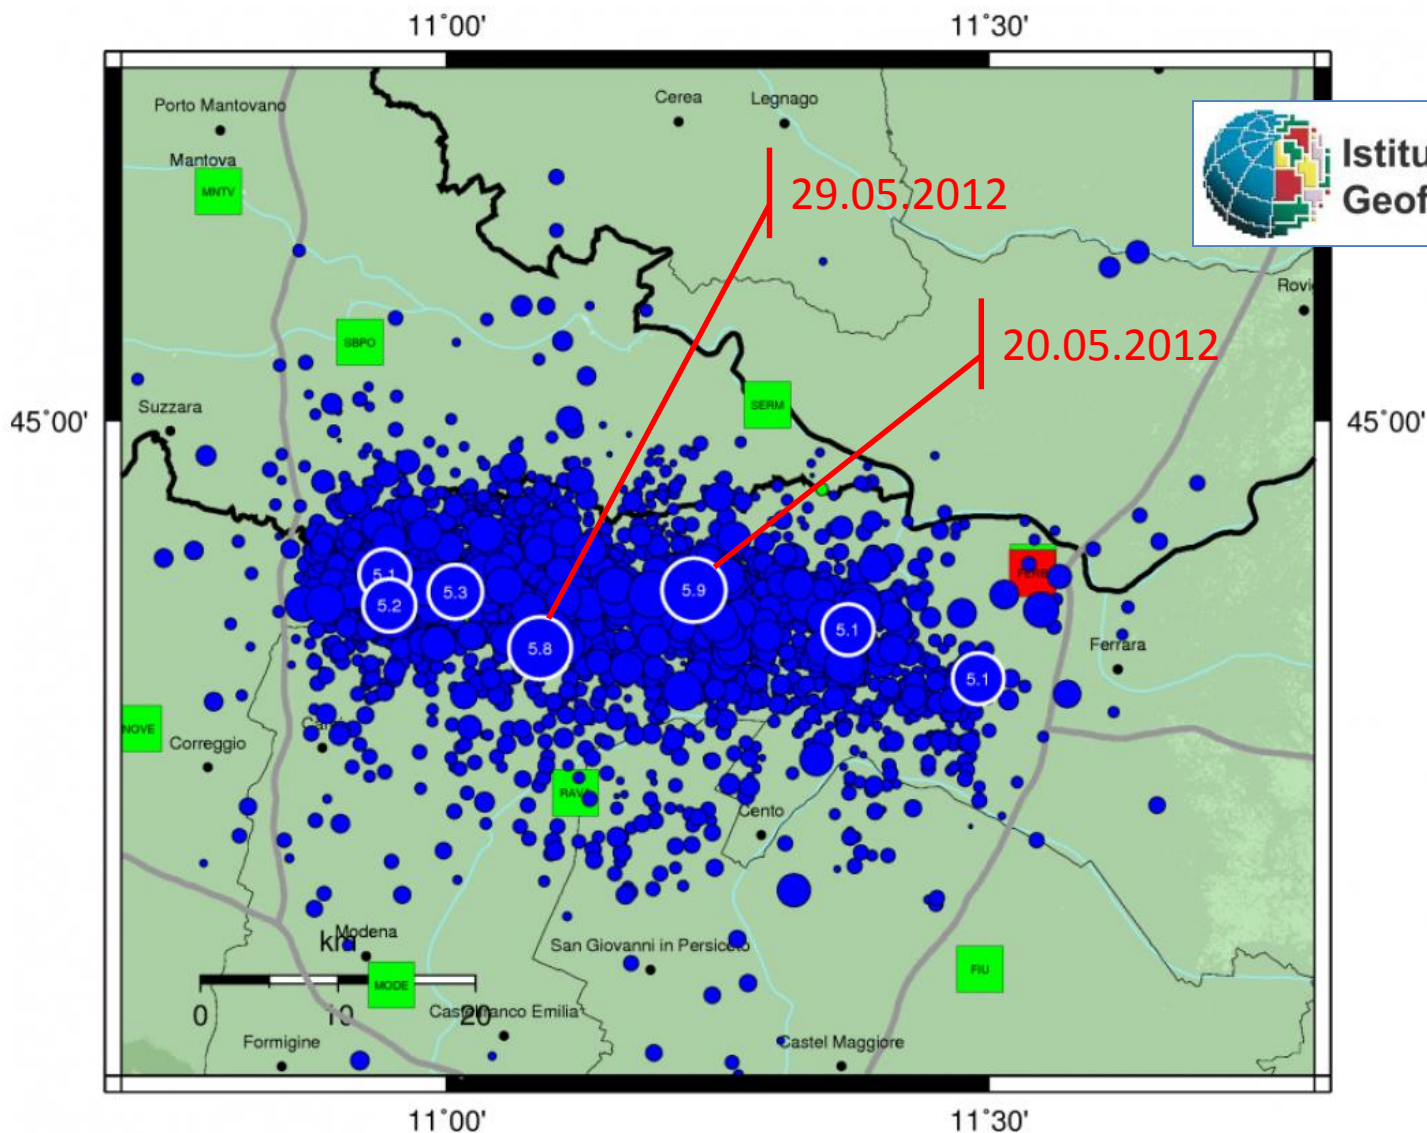 11°00'
11°30'
Cerea
Legnago
Porto Mantovano
Mantova
MNTV
Istitu
Geof
29.05.2012
Rovi
SBPO
20.05.2012
Suzzara
SERM
45°00'
45°00'
5.1
5.2
5.3
5.9
5.8
5.1
5.1
Ferrara
NOVE
Correggio
Cento
Modena
km
San Giovanni in Persiceto
MODE
FIU
0
10
20
Castelfranco Emilia
Formigine
Castel Maggiore
11°00'
11°30'